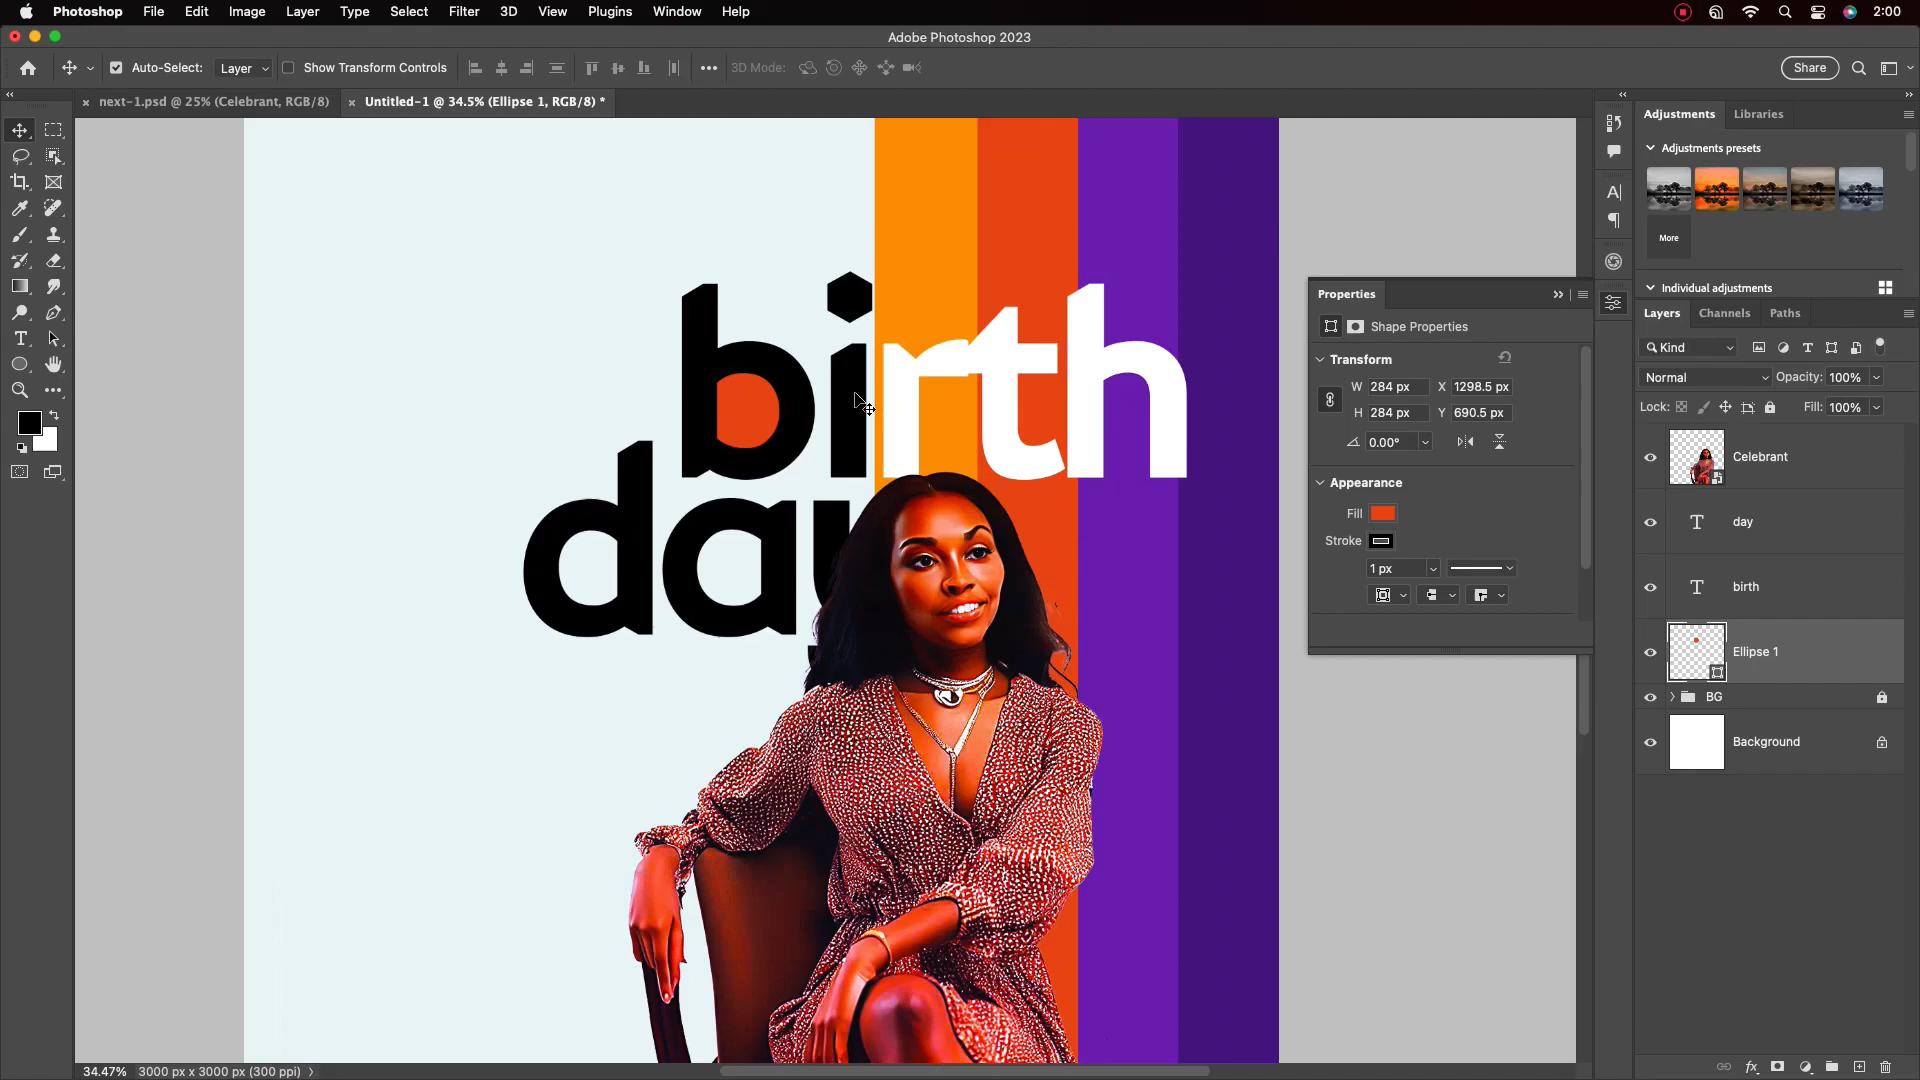 Photoshop File Edit Image Layer Type Select Filter 3D View Plugins Window Help 2:00
Adobe Photoshop 2023
Auto-Select: Layer Show Transform Controls 3D Mode: Share
next-1.psd @ 25% (Celebrant, RGB/8) Untitled-1 @ 34.5% (Ellipse 1, RGB/8) *
Adjustments Libraries
Adjustments presets
More
Individual adjustments
birth
day
Properties
Shape Properties
Transform
W 284 px X 1298.5 px
H 284 px Y 690.5 px
0.00°
Appearance
Fill
Stroke
1 px
Layers Channels Paths
Kind
Normal Opacity: 100%
Lock: Fill: 100%
Celebrant
day
birth
Ellipse 1
BG
Background
34.47% 3000 px x 3000 px (300 ppi)